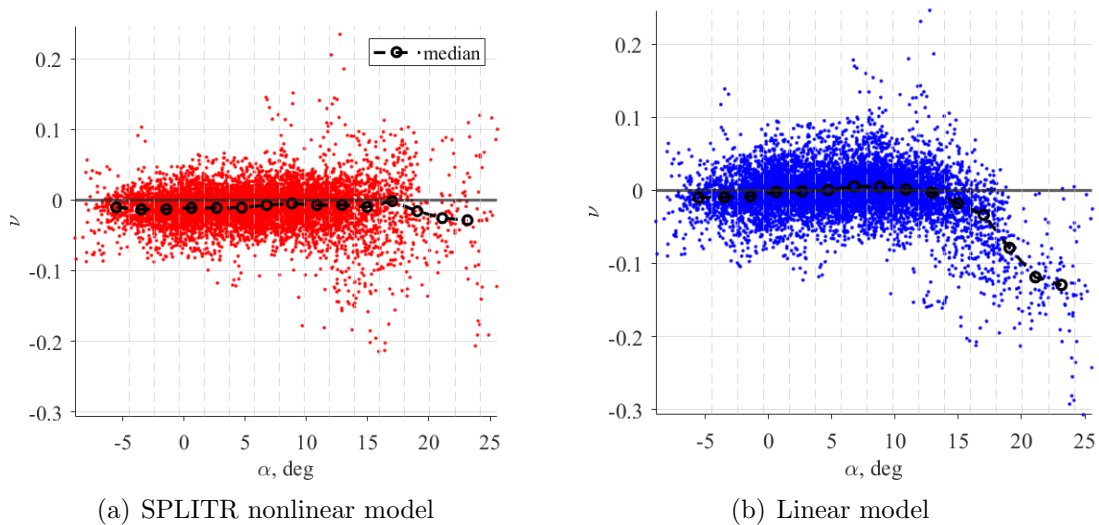 0.2
0.1
0
-0.1
-0.2
-0.3
ν
-5 0 5 10 15 20 25
α, deg
median
(a) SPLITR nonlinear model
0.2
0.1
0
-0.1
-0.2
-0.3
ν
-5 0 5 10 15 20 25
α, deg
(b) Linear model